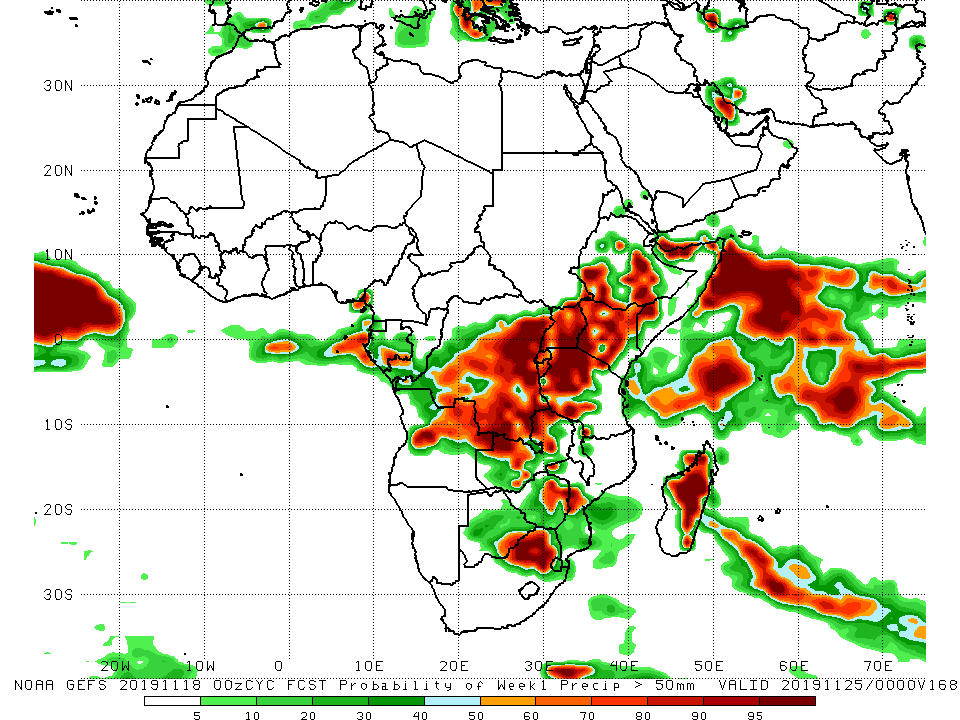 30N
20N
10N
0
10S
20S
30S
20W 10W 0 10E 20E 30E 40E 50E 60E 70E
NOAA GEFS 20191118 00zCYC FCST Probability of Week1 Precip > 50mm VALID 20191125/0000V168
5 10 20 30 40 50 60 70 80 90 95